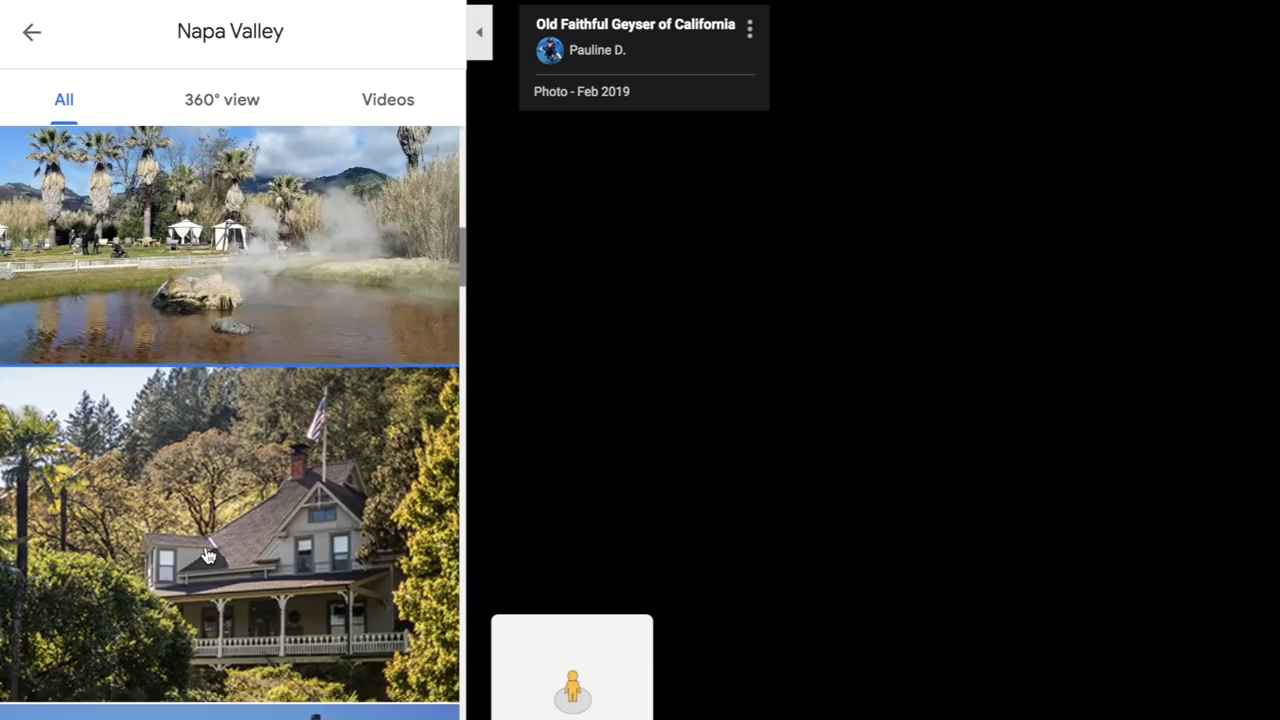 Napa Valley
All
360° view
Videos
Old Faithful Geyser of California
Pauline D.
Photo - Feb 2019